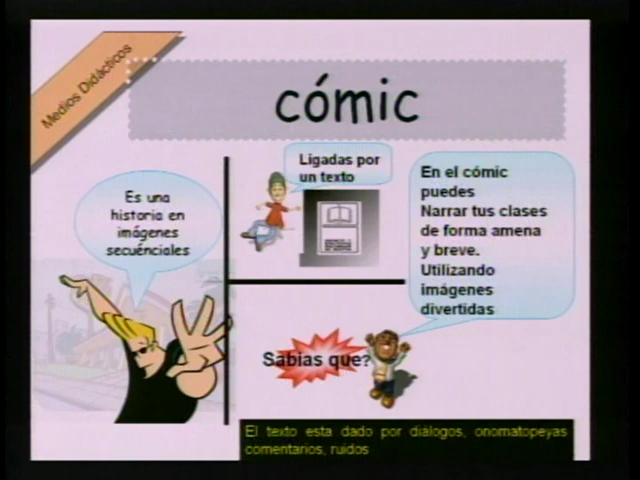 Medios Didácticos
cómic
Ligadas por
un texto
Es una
historia en
imágenes
secuénciales
En el cómic
puedes
Narrar tus clases
de forma amena
y breve.
Utilizando
imágenes
divertidas
Sabias que?
El texto esta dado por diálogos, onomatopeyas
comentarios, ruidos